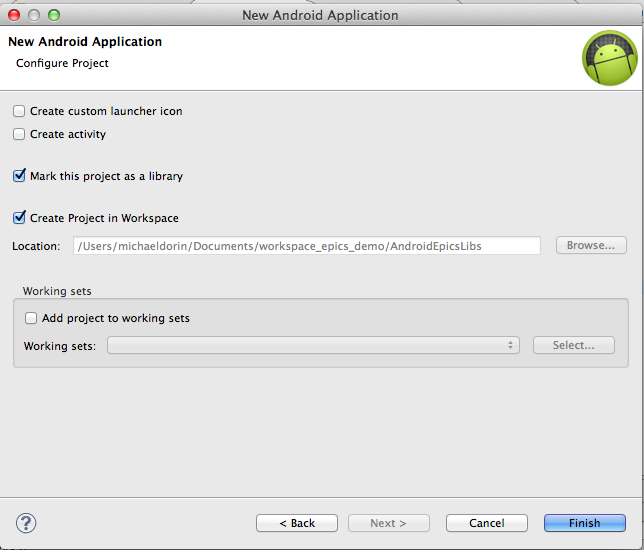 New Android Application
New Android Application
Configure Project
Create custom launcher icon
Create activity
Mark this project as a library
Create Project in Workspace
Location: /Users/michaeldorin/Documents/workspace_epics_demo/AndroidEpicsLibs Browse...
Working sets
Add project to working sets
Working sets: Select...
? < Back Next > Cancel Finish